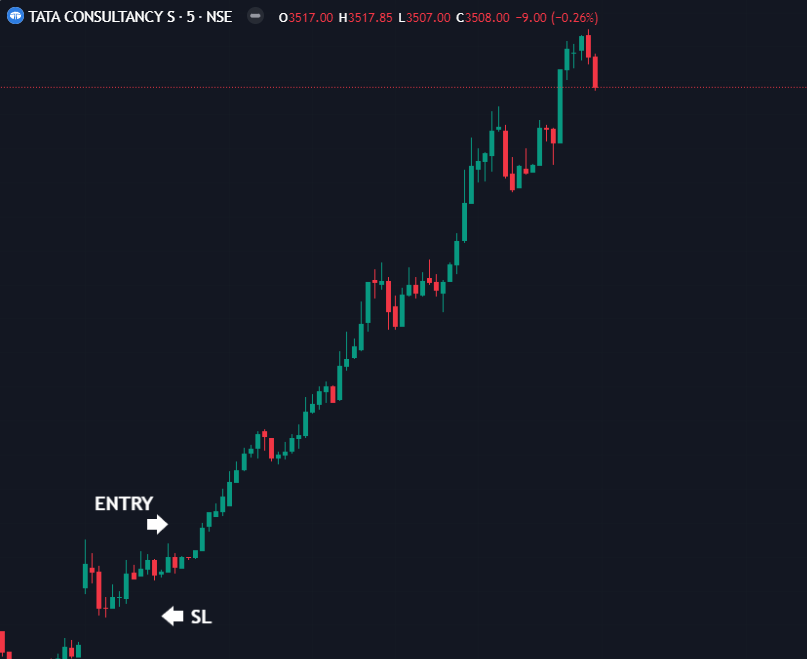 TATA CONSULTANCY S · 5 · NSE O3517.00 H3517.85 L3507.00 C3508.00 −9.00 (−0.26%)
ENTRY
SL